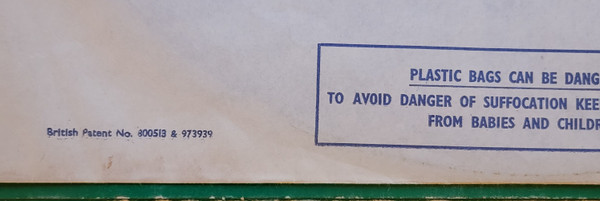 PLASTIC BAGS CAN BE DANG
TO AVOID DANGER OF SUFFOCATION KEE
FROM BABIES AND CHILDR
British Patent No. 800513 & 973939